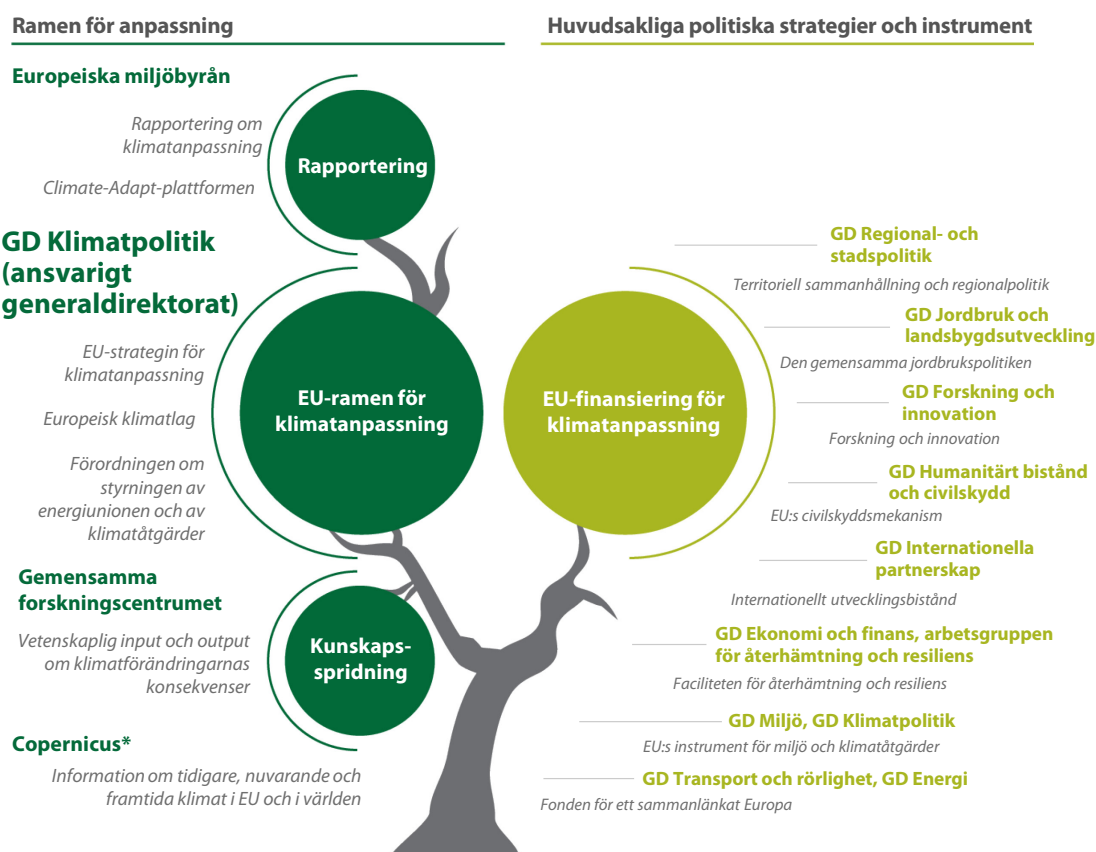 Ramen för anpassning
Europeiska miljöbyrån
Rapportering om
klimatanpassning
Climate-Adapt-plattformen
Rapportering
GD Klimatpolitik
(ansvarigt
generaldirektorat)
EU-strategin för
klimatanpassning
Europeisk klimatlag
Förordningen om
styrningen av
energiunionen och av
klimatåtgärder
EU-ramen för
klimatanpassning
Gemensamma
forskningscentrumet
Vetenskaplig input och output
om klimatförändringarnas
konsekvenser
Kunskaps-
spridning
Copernicus*
Information om tidigare, nuvarande och
framtida klimat i EU och i världen
Huvudsakliga politiska strategier och instrument
EU-finansiering för
klimatanpassning
GD Regional- och
stadspolitik
Territoriell sammanhållning och regionalpolitik
GD Jordbruk och
landsbygdsutveckling
Den gemensamma jordbrukspolitiken
GD Forskning och
innovation
Forskning och innovation
GD Humanitärt bistånd
och civilskydd
EU:s civilskyddsmekanism
GD Internationella
partnerskap
Internationellt utvecklingsbistånd
GD Ekonomi och finans, arbetsgruppen
för återhämtning och resiliens
Faciliteten för återhämtning och resiliens
GD Miljö, GD Klimatpolitik
EU:s instrument för miljö och klimatåtgärder
GD Transport och rörlighet, GD Energi
Fonden för ett sammanlänkat Europa